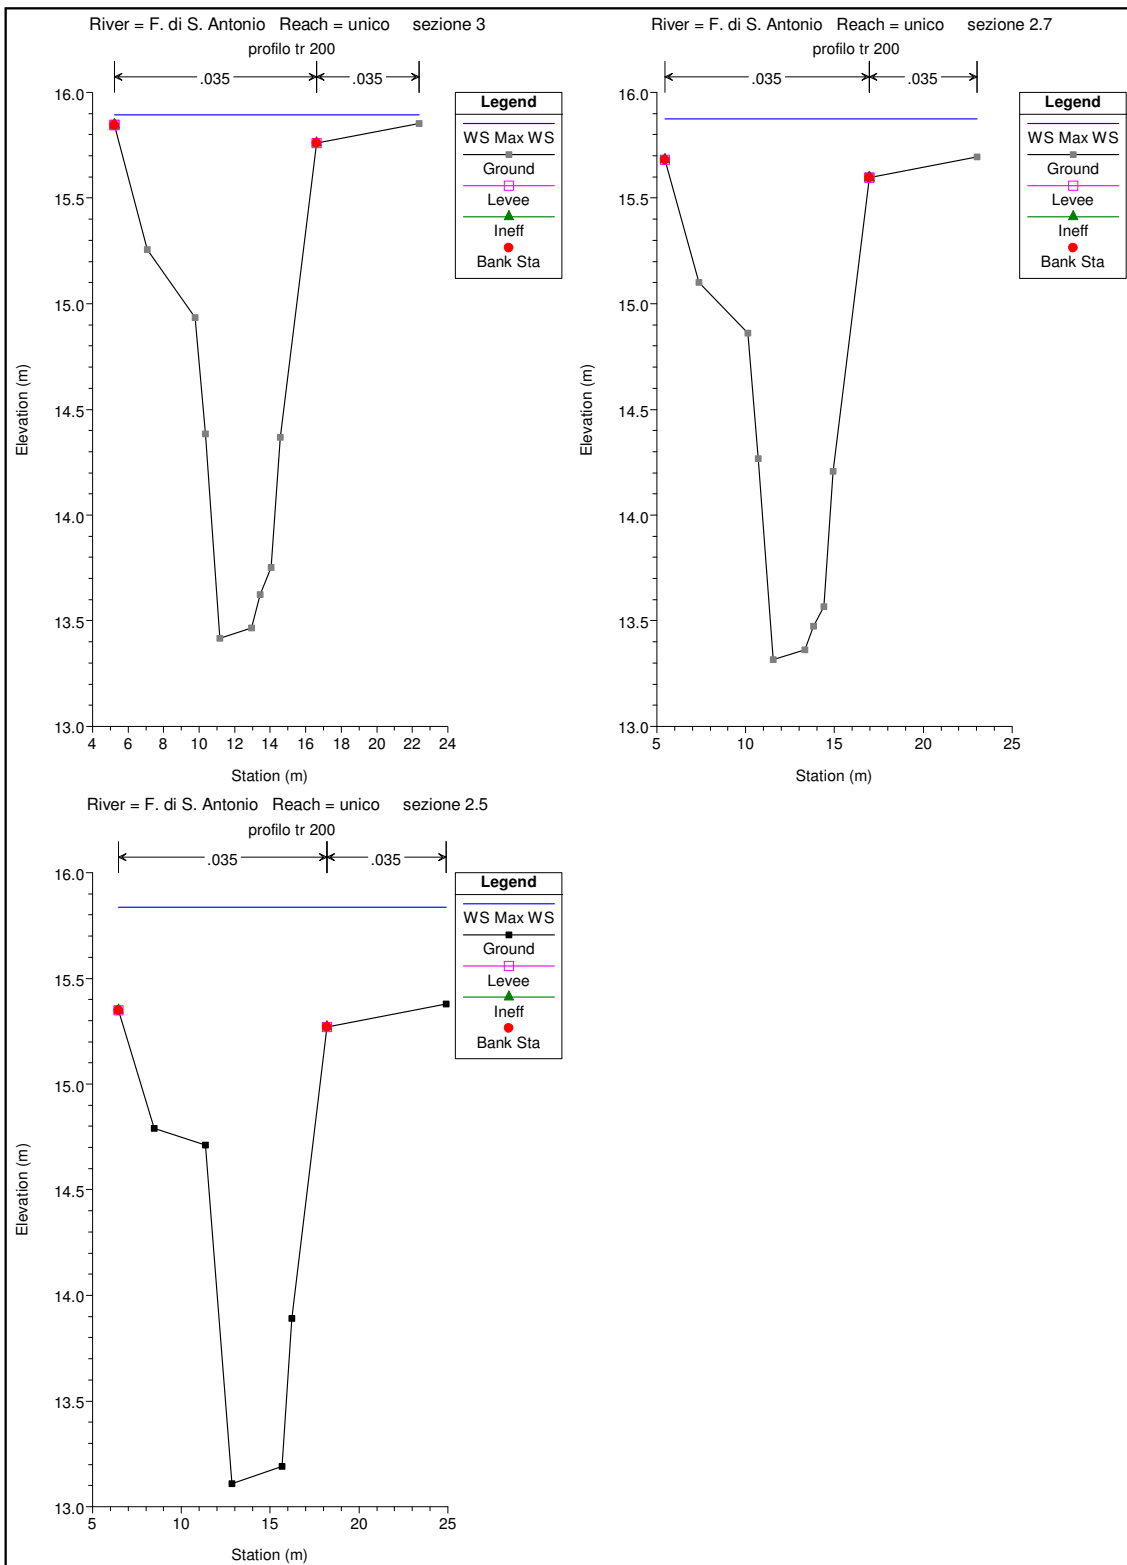 River = F. di S. Antonio Reach = unico sezione 3
profilo tr 200
.035 .035
16.0
15.5
15.0
14.5
14.0
13.5
13.0
4 6 8 10 12 14 16 18 20 22 24
Elevation (m)
Station (m)
Legend
WS Max WS
Ground
Levee
Ineff
Bank Sta
River = F. di S. Antonio Reach = unico sezione 2.7
profilo tr 200
.035 .035
16.0
15.5
15.0
14.5
14.0
13.5
13.0
5 10 15 20 25
Elevation (m)
Station (m)
Legend
WS Max WS
Ground
Levee
Ineff
Bank Sta
River = F. di S. Antonio Reach = unico sezione 2.5
profilo tr 200
.035 .035
16.0
15.5
15.0
14.5
14.0
13.5
13.0
5 10 15 20 25
Elevation (m)
Station (m)
Legend
WS Max WS
Ground
Levee
Ineff
Bank Sta